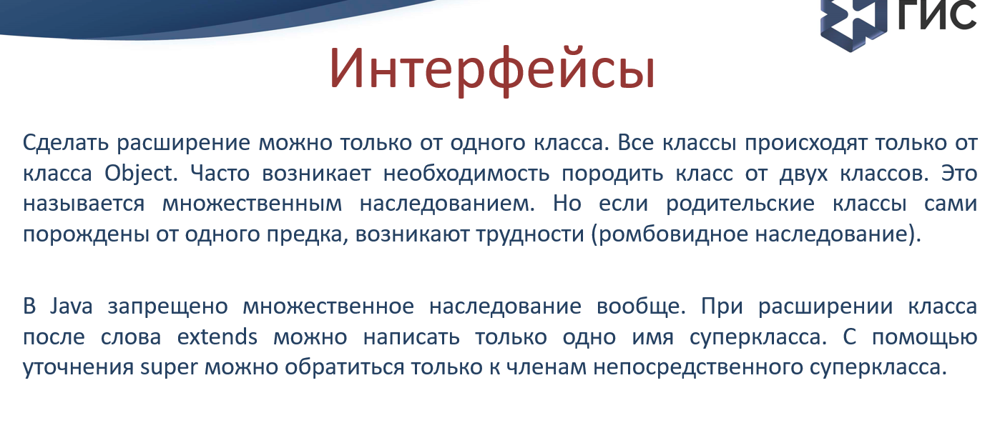 ГИС
Интерфейсы
Сделать расширение можно только от одного класса. Все классы происходят только от
класса Object. Часто возникает необходимость породить класс от двух классов. Это
называется множественным наследованием. Но если родительские классы сами
порождены от одного предка, возникают трудности (ромбовидное наследование).
В Java запрещено множественное наследование вообще. При расширении класса
после слова extends можно написать только одно имя суперкласса. С помощью
уточнения super можно обратиться только к членам непосредственного суперкласса.